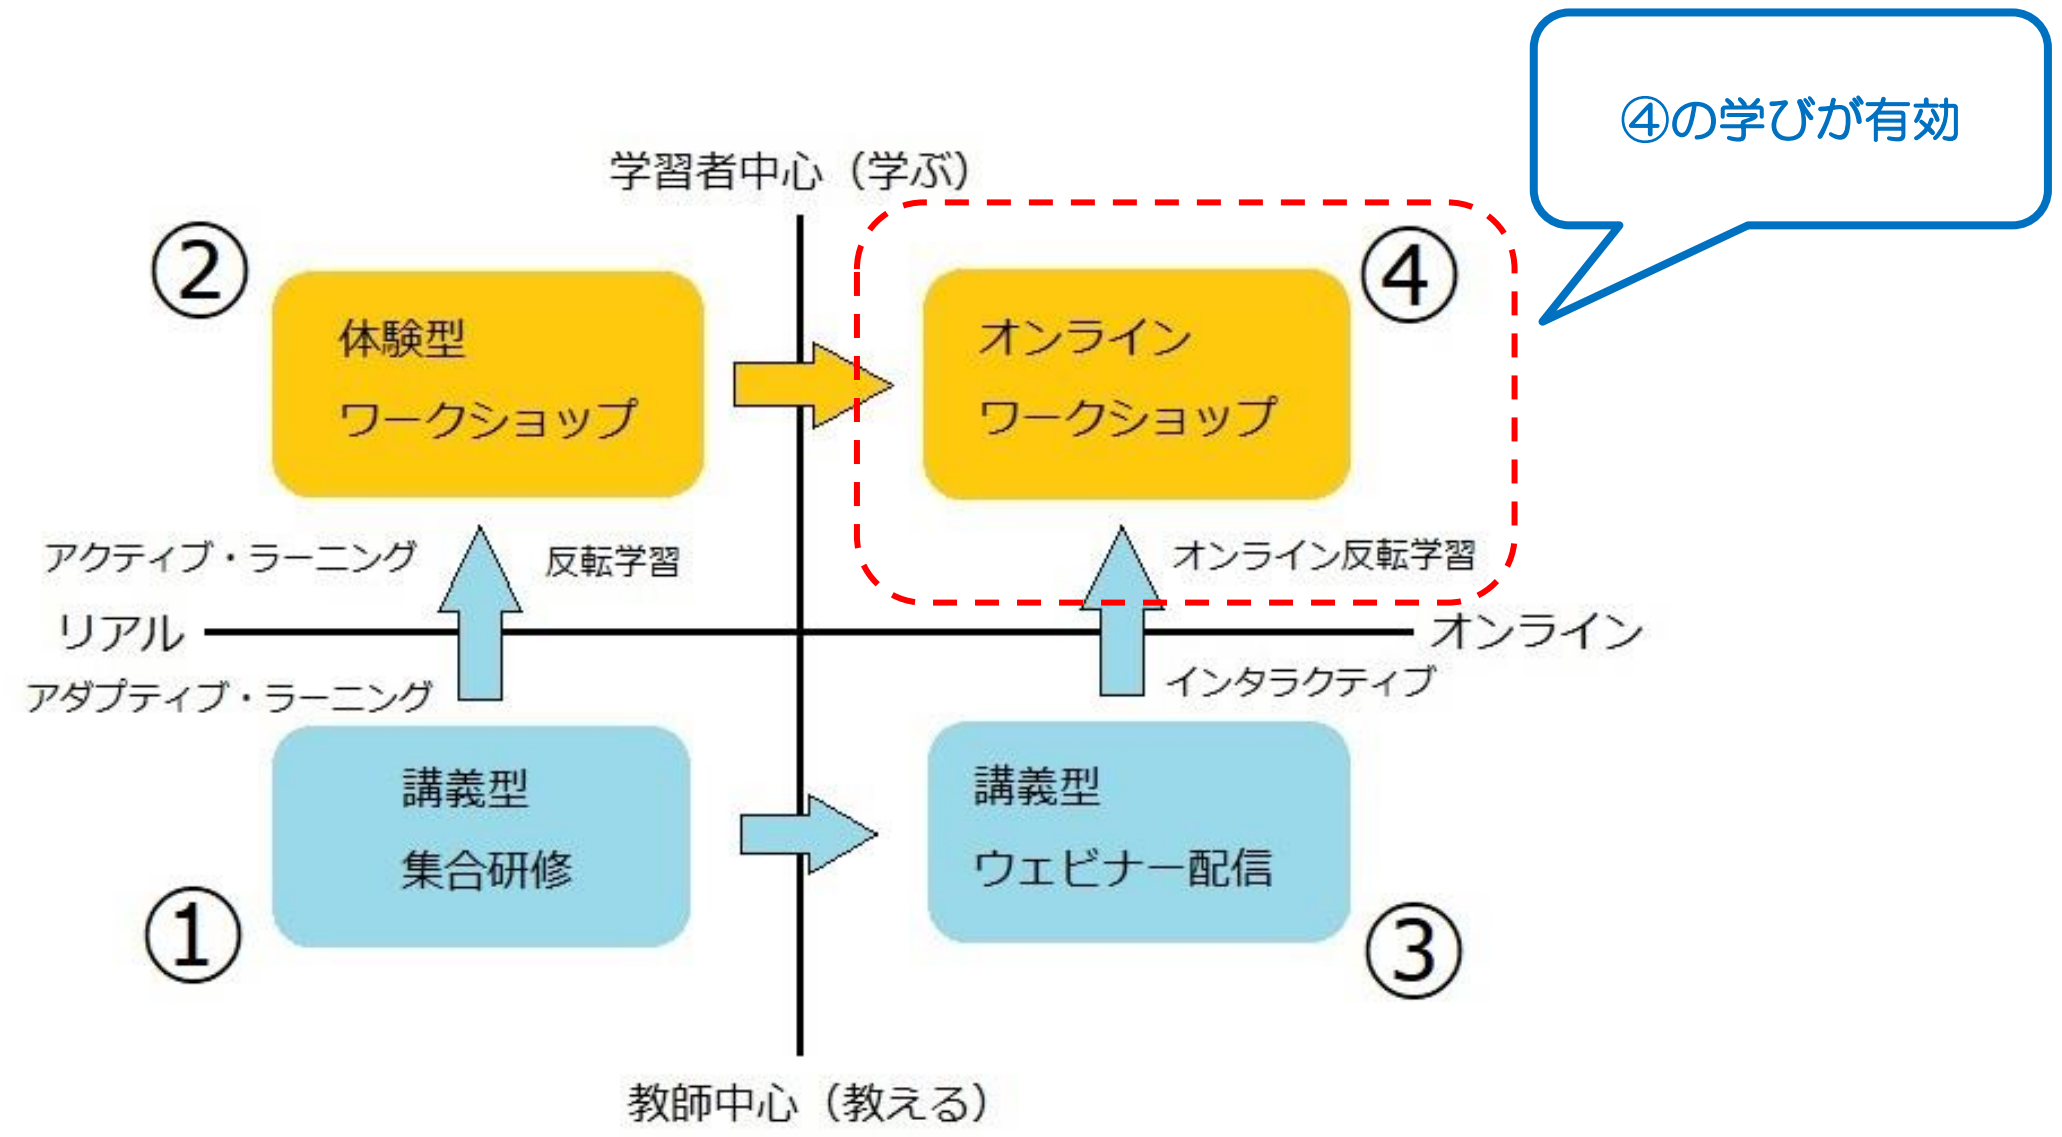 ④の学びが有効
学習者中心（学ぶ）
②
④
体験型
ワークショップ
オンライン
ワークショップ
アクティブ・ラーニング
反転学習
オンライン反転学習
リアル
オンライン
アダプティブ・ラーニング
インタラクティブ
講義型
集合研修
講義型
ウェビナー配信
①
③
教師中心（教える）